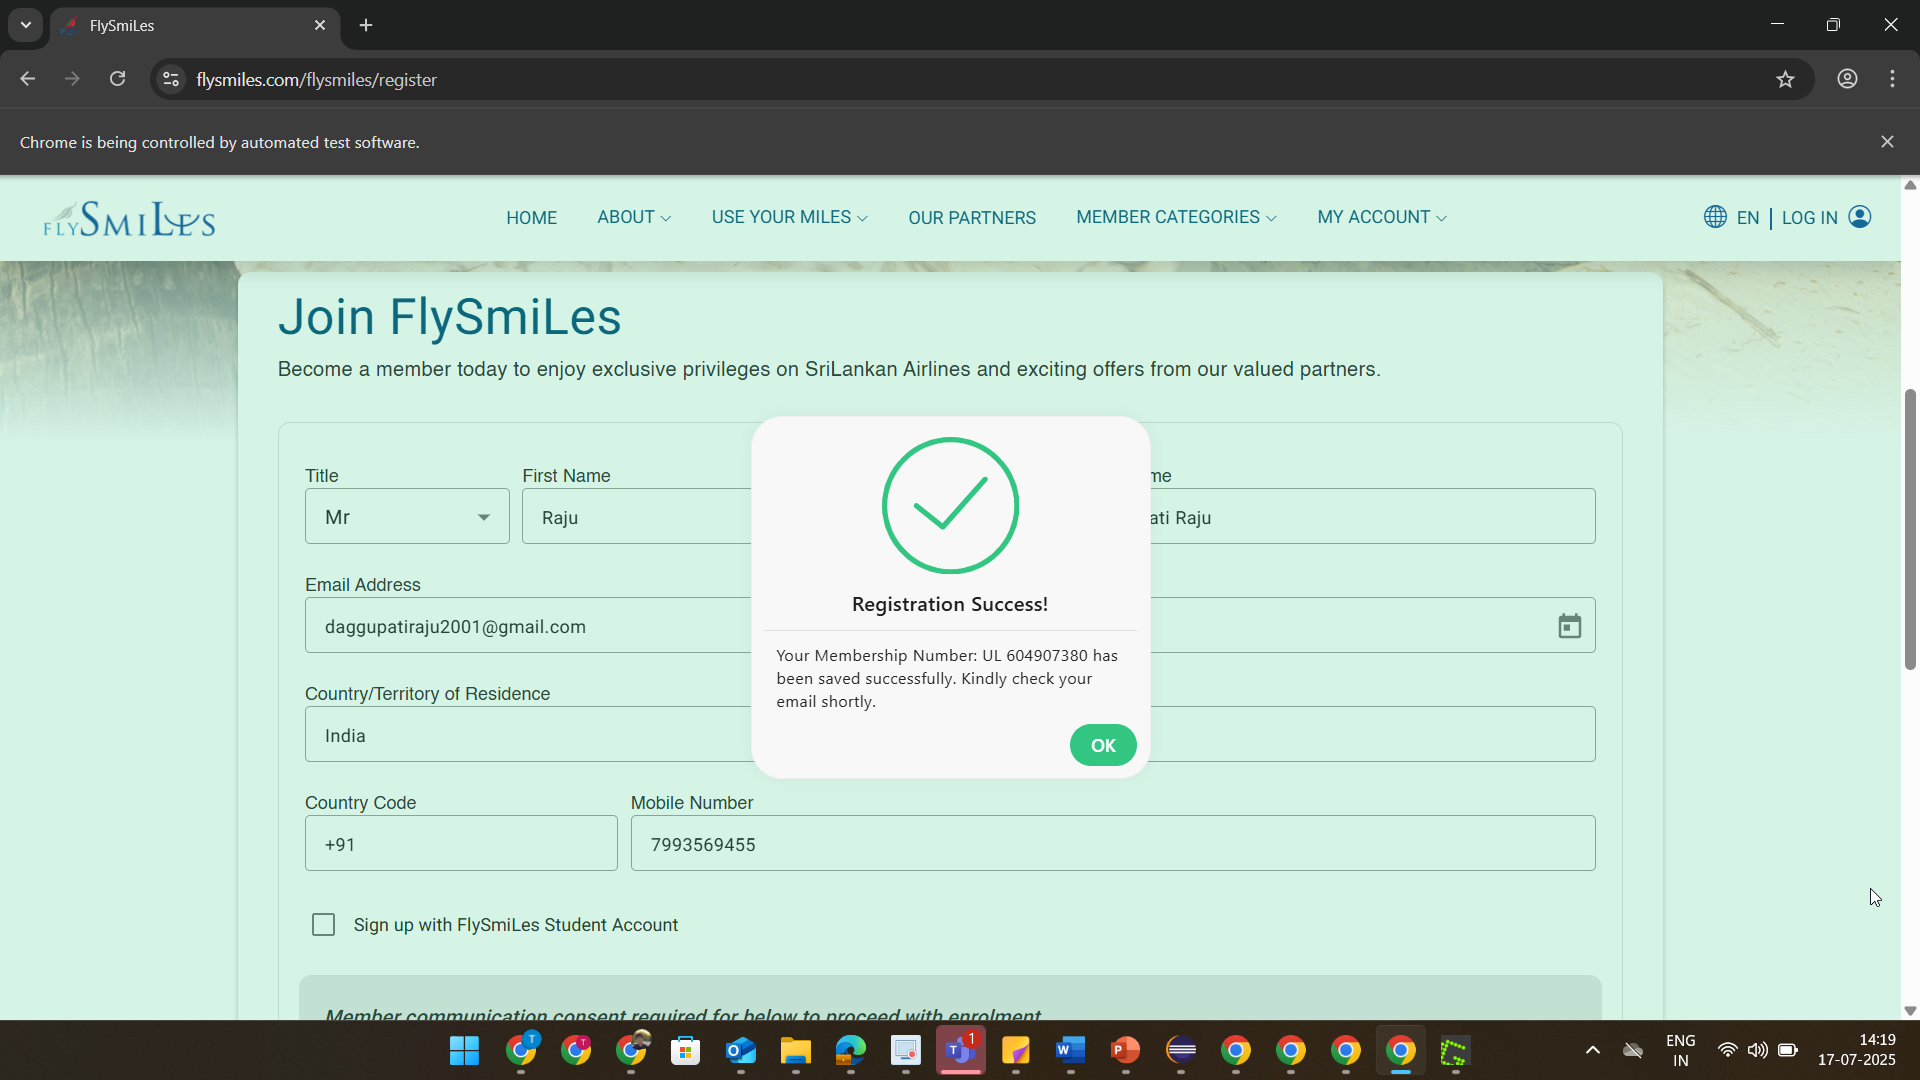 FlySmiLes
flysmiles.com/flysmiles/register
Chrome is being controlled by automated test software.
FLYSMILES
HOME
ABOUT
USE YOUR MILES
OUR PARTNERS
MEMBER CATEGORIES
MY ACCOUNT
EN
LOG IN
Join FlySmiLes
Become a member today to enjoy exclusive privileges on SriLankan Airlines and exciting offers from our valued partners.
Title
First Name
me
Mr
Raju
ati Raju
Email Address
daggupatiraju2001@gmail.com
Registration Success!
Your Membership Number: UL 604907380 has
been saved successfully. Kindly check your
email shortly.
OK
Country/Territory of Residence
India
Country Code
Mobile Number
+91
7993569455
Sign up with FlySmiLes Student Account
Member communication consent required for below to proceed with enrolment
T
T
1
ENG
IN
14:19
17-07-2025